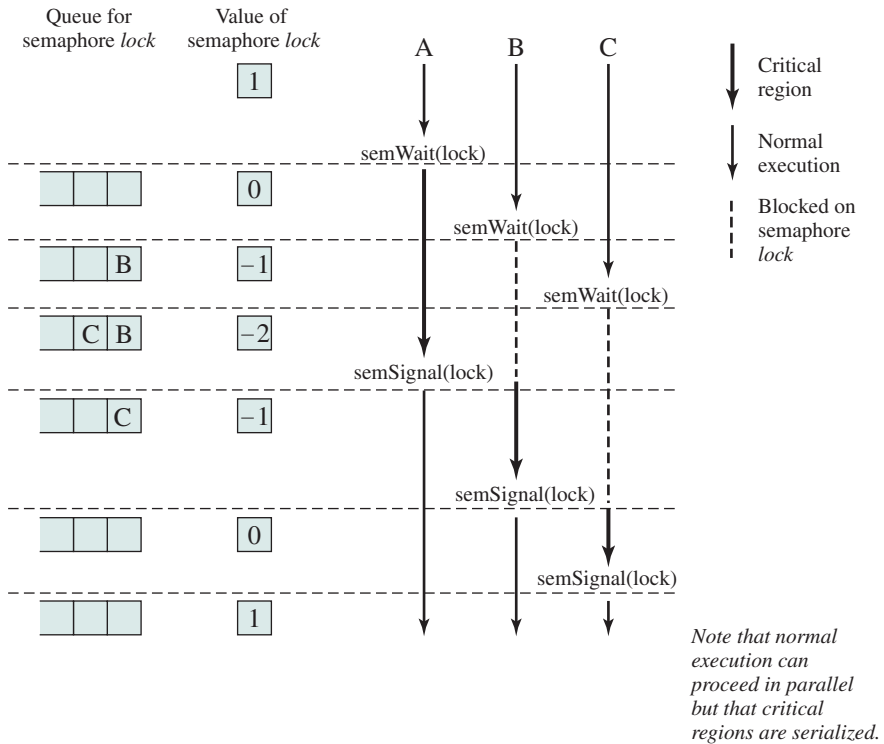 Queue for
semaphore lock
Value of
semaphore lock
A
B
C
1
Critical
region
Normal
execution
Blocked on
semaphore
lock
semWait(lock)
0
semWait(lock)
B
–1
semWait(lock)
C B
–2
semSignal(lock)
C
–1
semSignal(lock)
0
semSignal(lock)
1
Note that normal
execution can
proceed in parallel
but that critical
regions are serialized.